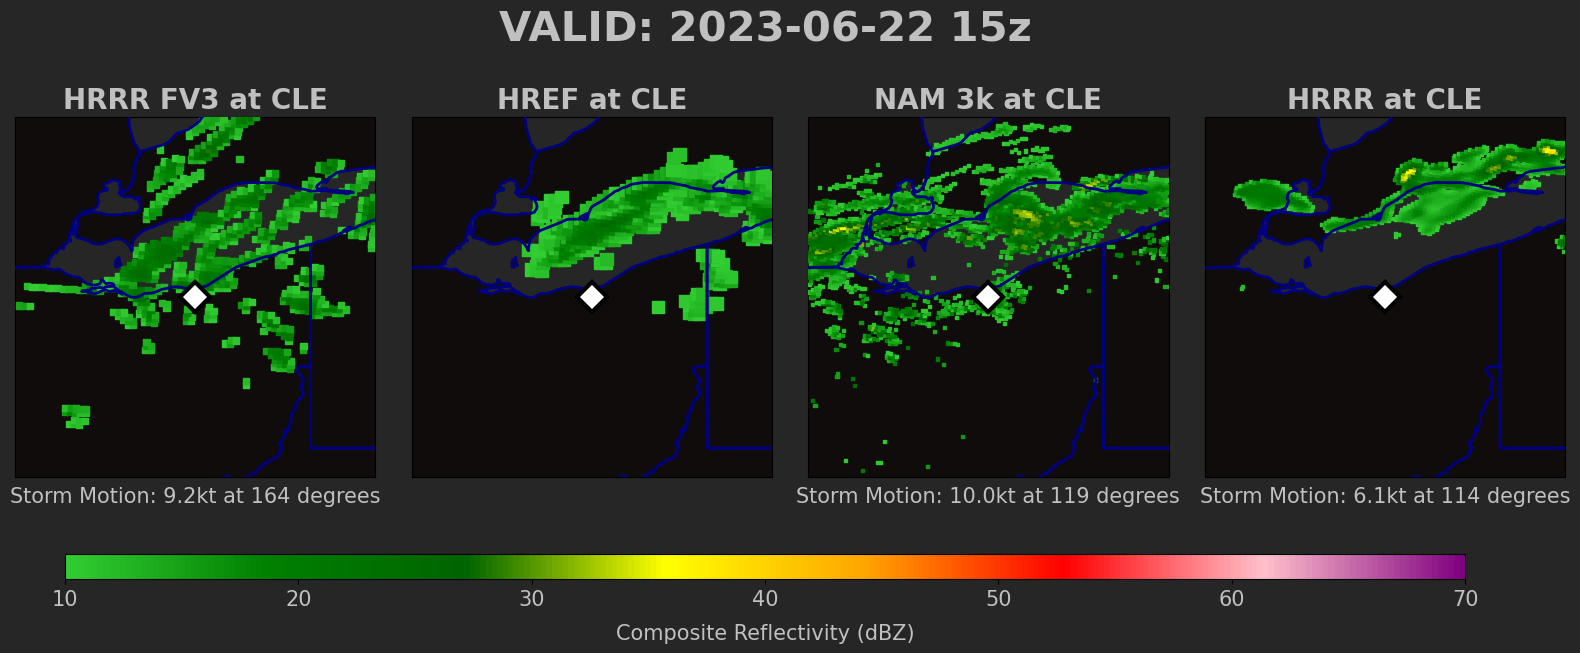 VALID: 2023-06-22 15z
HRRR FV3 at CLE
HREF at CLE
NAM 3k at CLE
HRRR at CLE
Storm Motion: 9.2kt at 164 degrees
Storm Motion: 10.0kt at 119 degrees
Storm Motion: 6.1kt at 114 degrees
10 20 30 40 50 60 70
Composite Reflectivity (dBZ)